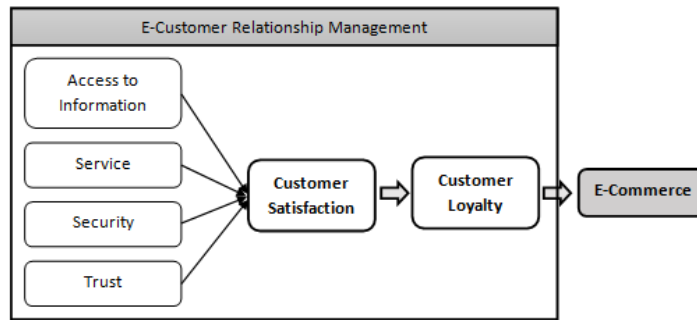 E-Customer Relationship Management
Access to
Information
Service
Security
Trust
Customer
Satisfaction
Customer
Loyalty
E-Commerce